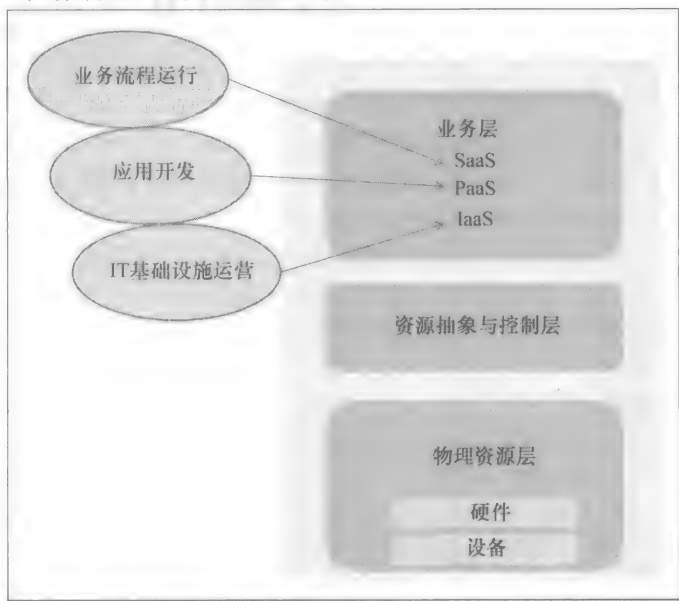 业务流程运行
应用开发
IT基础设施运营
业务层
SaaS
PaaS
IaaS
资源抽象与控制层
物理资源层
硬件
设备